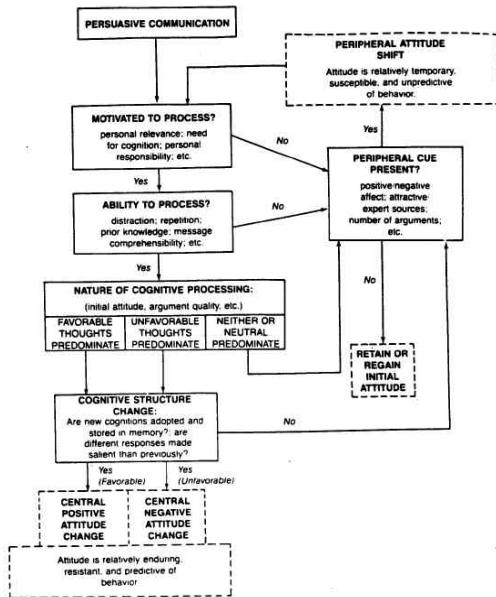 PERSUASIVE COMMUNICATION
PERIPHERAL ATTITUDE
SHIFT
Attitude is relatively temporary,
susceptible, and unpredictive
of behavior.
MOTIVATED TO PROCESS?
personal relevance; need
for cognition; personal
responsibility; etc.
No
Yes
PERIPHERAL CUE
PRESENT?
positive/negative
affect; attractive
expert sources;
number of arguments;
etc.
Yes
ABILITY TO PROCESS?
distraction; repetition;
prior knowledge; message
comprehensibility; etc.
No
Yes
No
NATURE OF COGNITIVE PROCESSING:
(initial attitude, argument quality, etc.)
FAVORABLE
THOUGHTS
PREDOMINATE
UNFAVORABLE
THOUGHTS
PREDOMINATE
NEITHER OR
NEUTRAL
PREDOMINATE
RETAIN OR
REGAIN
INITIAL
ATTITUDE
COGNITIVE STRUCTURE
CHANGE:
Are new cognitions adopted and
stored in memory?; are
different responses made
salient than previously?
No
Yes
(Favorable)
Yes
(Unfavorable)
CENTRAL
POSITIVE
ATTITUDE
CHANGE
CENTRAL
NEGATIVE
ATTITUDE
CHANGE
Attitude is relatively enduring,
resistant, and predictive of
behavior